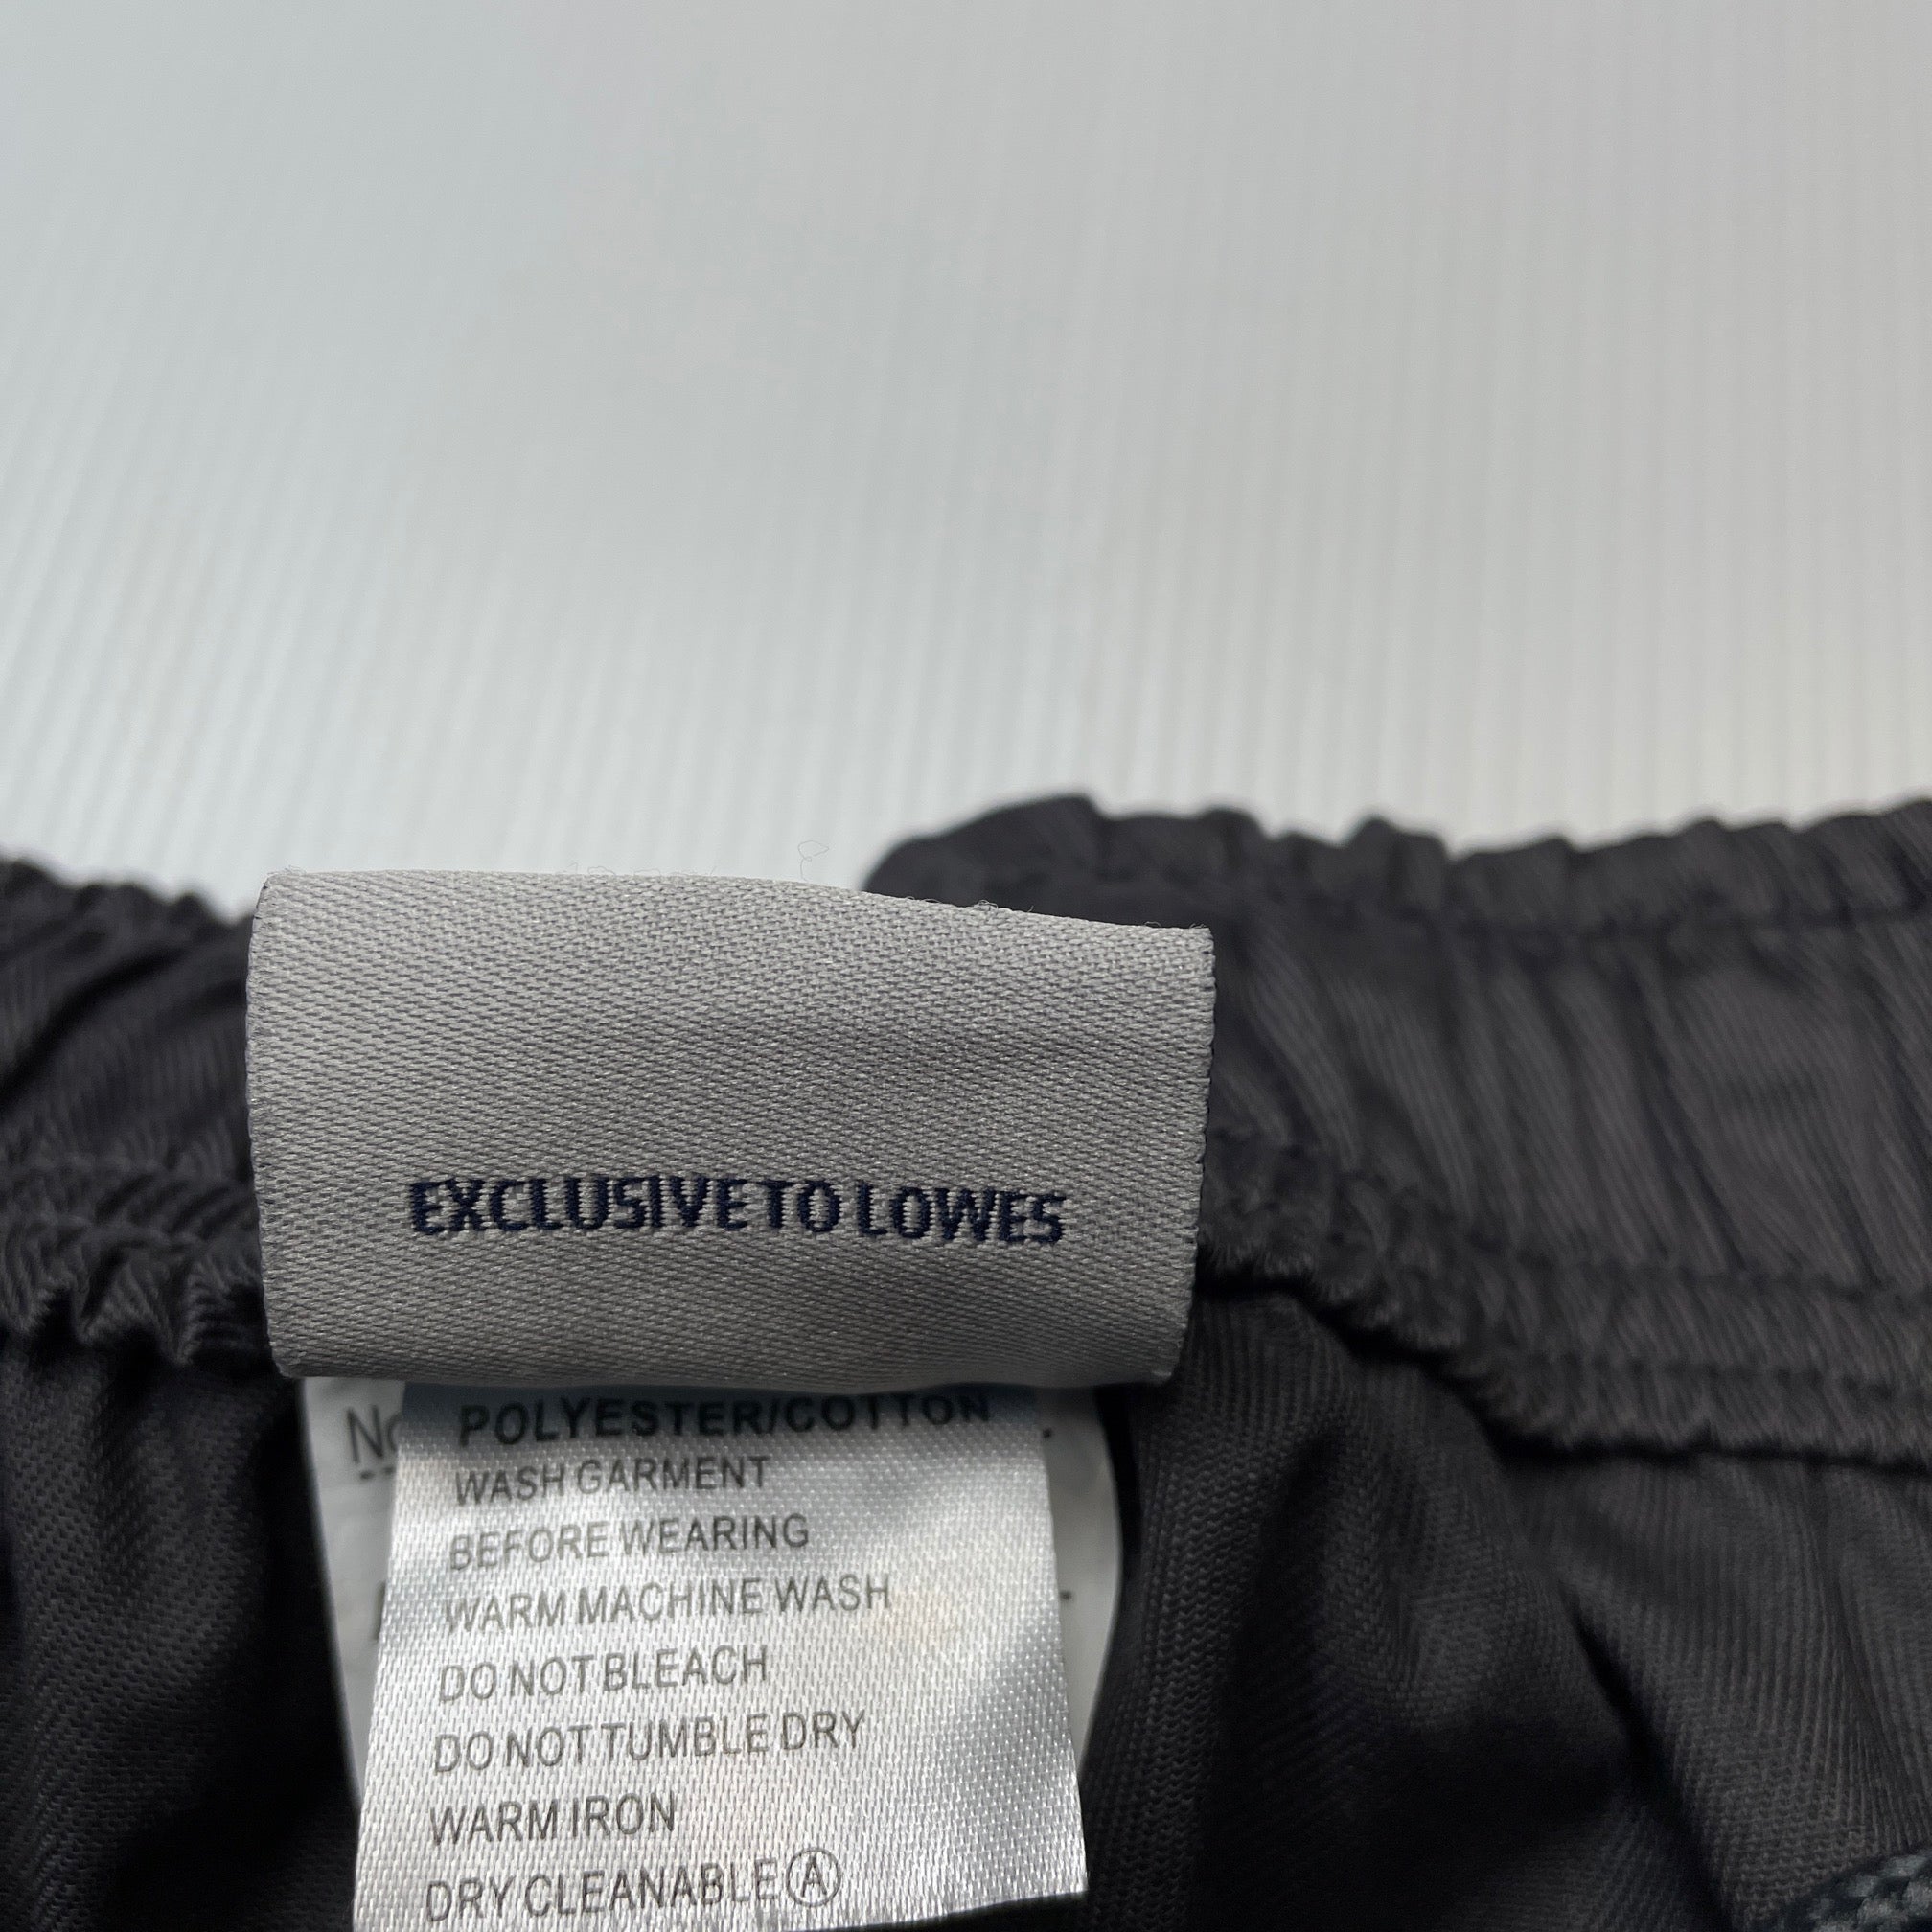 EXCLUSIVE TO LOWES
POLYESTER/COTTON
WASH GARMENT
BEFORE WEARING
WARM MACHINE WASH
DO NOT BLEACH
DO NOT TUMBLE DRY
WARM IRON
DRY CLEANABLE Ⓐ